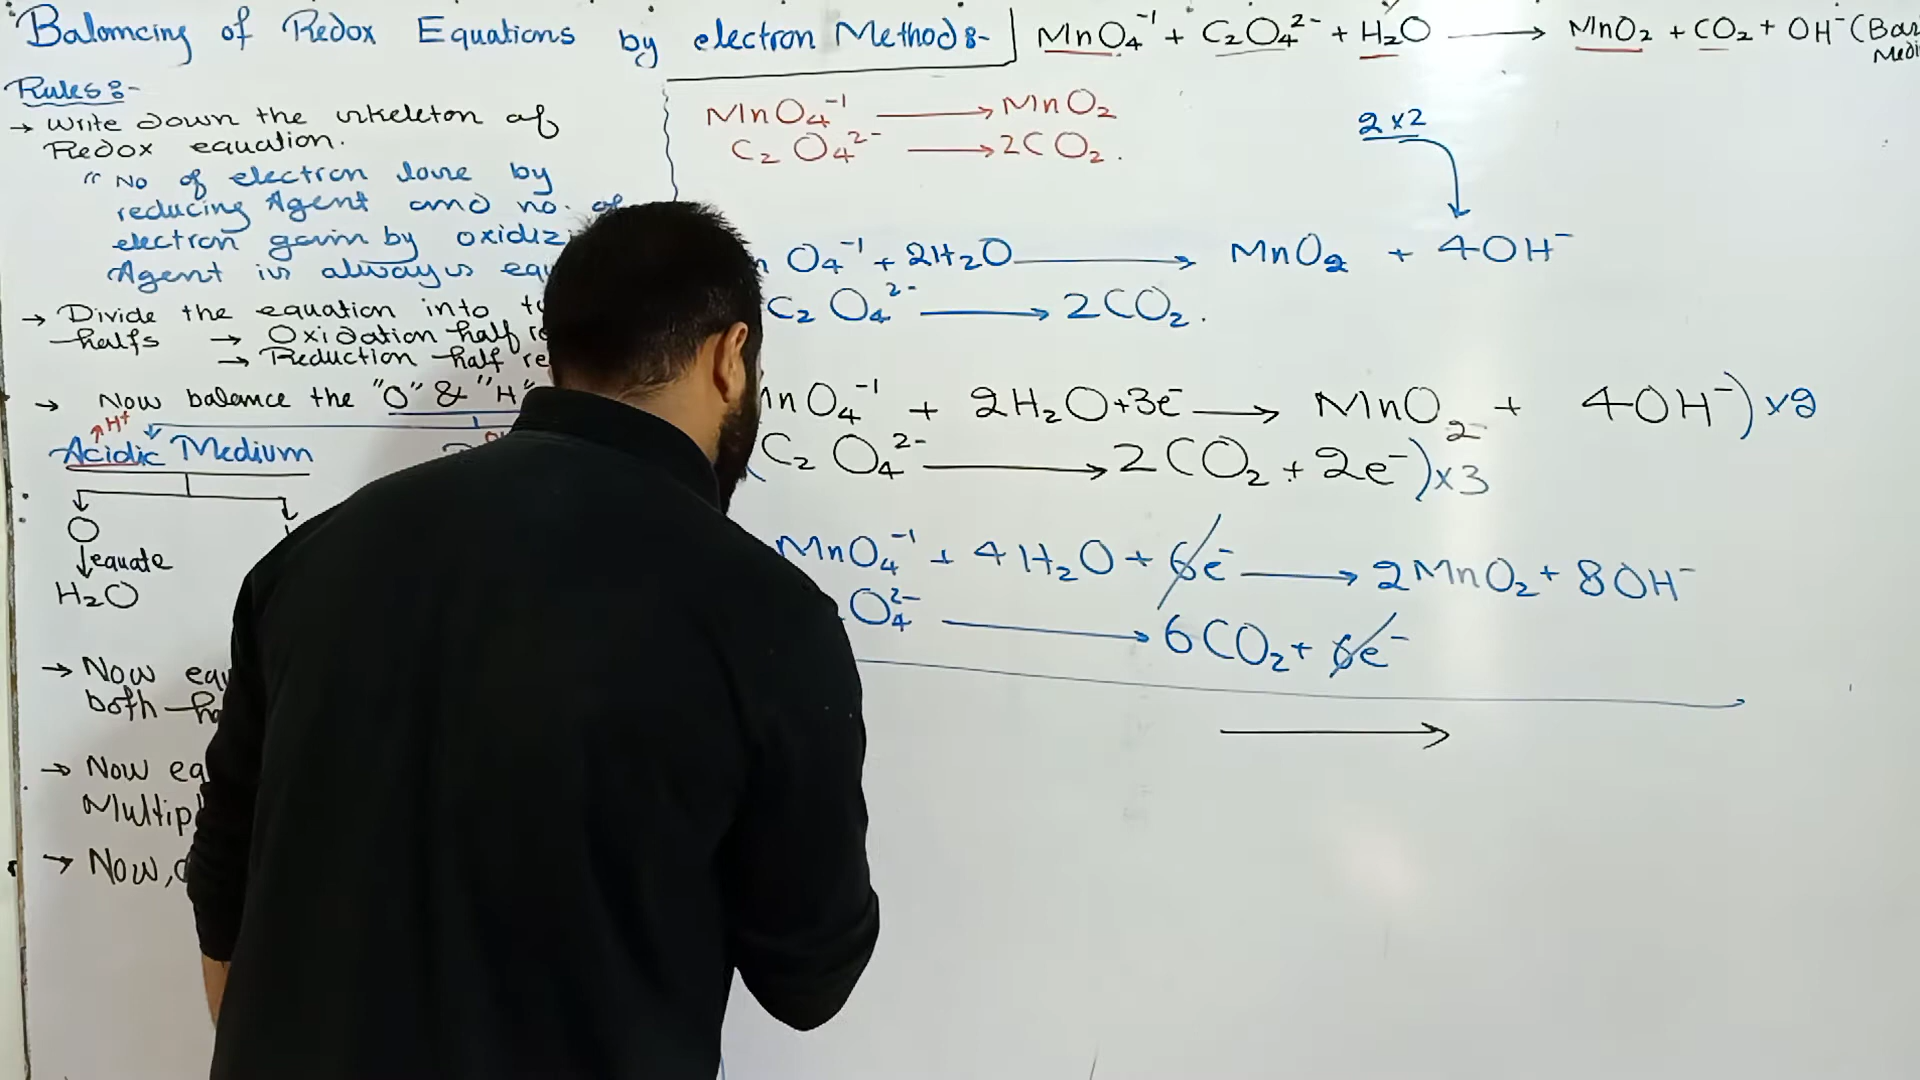 Balancing of Redox Equations by electron Method:-
MnO₄⁻¹ + C₂O₄²⁻ + H₂O → MnO₂ + CO₂ + OH⁻ (Bas
Medi
Rules:-
→ Write down the skeleton of
Redox equation.
"No of electron lose by
reducing Agent and no. of
electron gain by oxidiz
Agent is always equ
→ Divide the equation into t
halfs → Oxidation half re
→ Reduction half re
→ Now balance the "O" & "H"
H⁺
Acidic Medium
O
↓equate
H₂O
→ Now equ
both ha
→ Now eq
Multipl
→ Now,
MnO₄⁻¹ → MnO₂
C₂O₄²⁻ → 2CO₂.
2×2
n O₄⁻¹ + 2H₂O → MnO₂ + 4OH⁻
C₂O₄²⁻ → 2CO₂.
MnO₄⁻¹ + 2H₂O+3e⁻ → MnO₂ + 4OH⁻)×2
(C₂O₄²⁻ → 2CO₂ + 2e⁻)×3
MnO₄⁻¹ + 4H₂O + 6e⁻ → 2MnO₂ + 8OH⁻
O₄²⁻ → 6CO₂ + 6e⁻
→